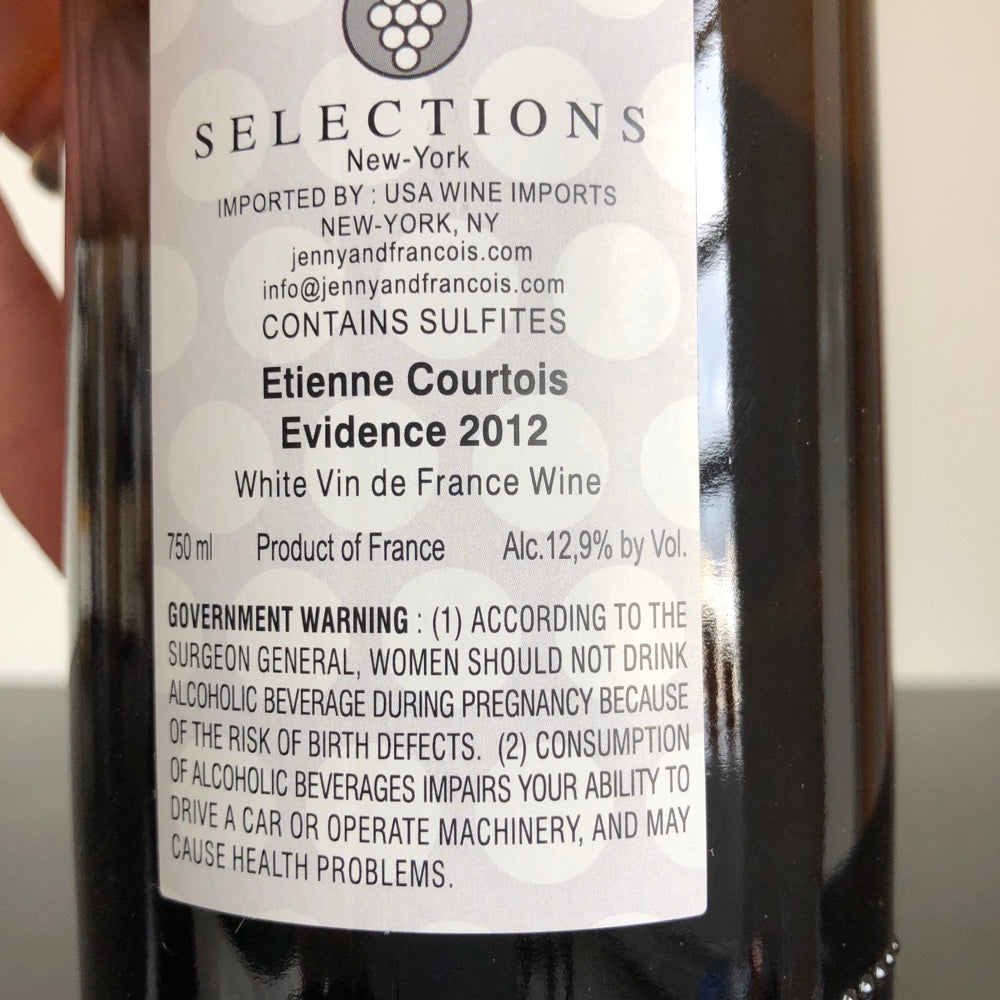 SELECTIONS
New-York
IMPORTED BY : USA WINE IMPORTS
NEW-YORK, NY
jennyandfrancois.com
info@jennyandfrancois.com
CONTAINS SULFITES
Etienne Courtois
Evidence 2012
White Vin de France Wine
750 ml Product of France Alc.12,9% by Vol.
GOVERNMENT WARNING : (1) ACCORDING TO THE
SURGEON GENERAL, WOMEN SHOULD NOT DRINK
ALCOHOLIC BEVERAGE DURING PREGNANCY BECAUSE
OF THE RISK OF BIRTH DEFECTS. (2) CONSUMPTION
OF ALCOHOLIC BEVERAGES IMPAIRS YOUR ABILITY TO
DRIVE A CAR OR OPERATE MACHINERY, AND MAY
CAUSE HEALTH PROBLEMS.